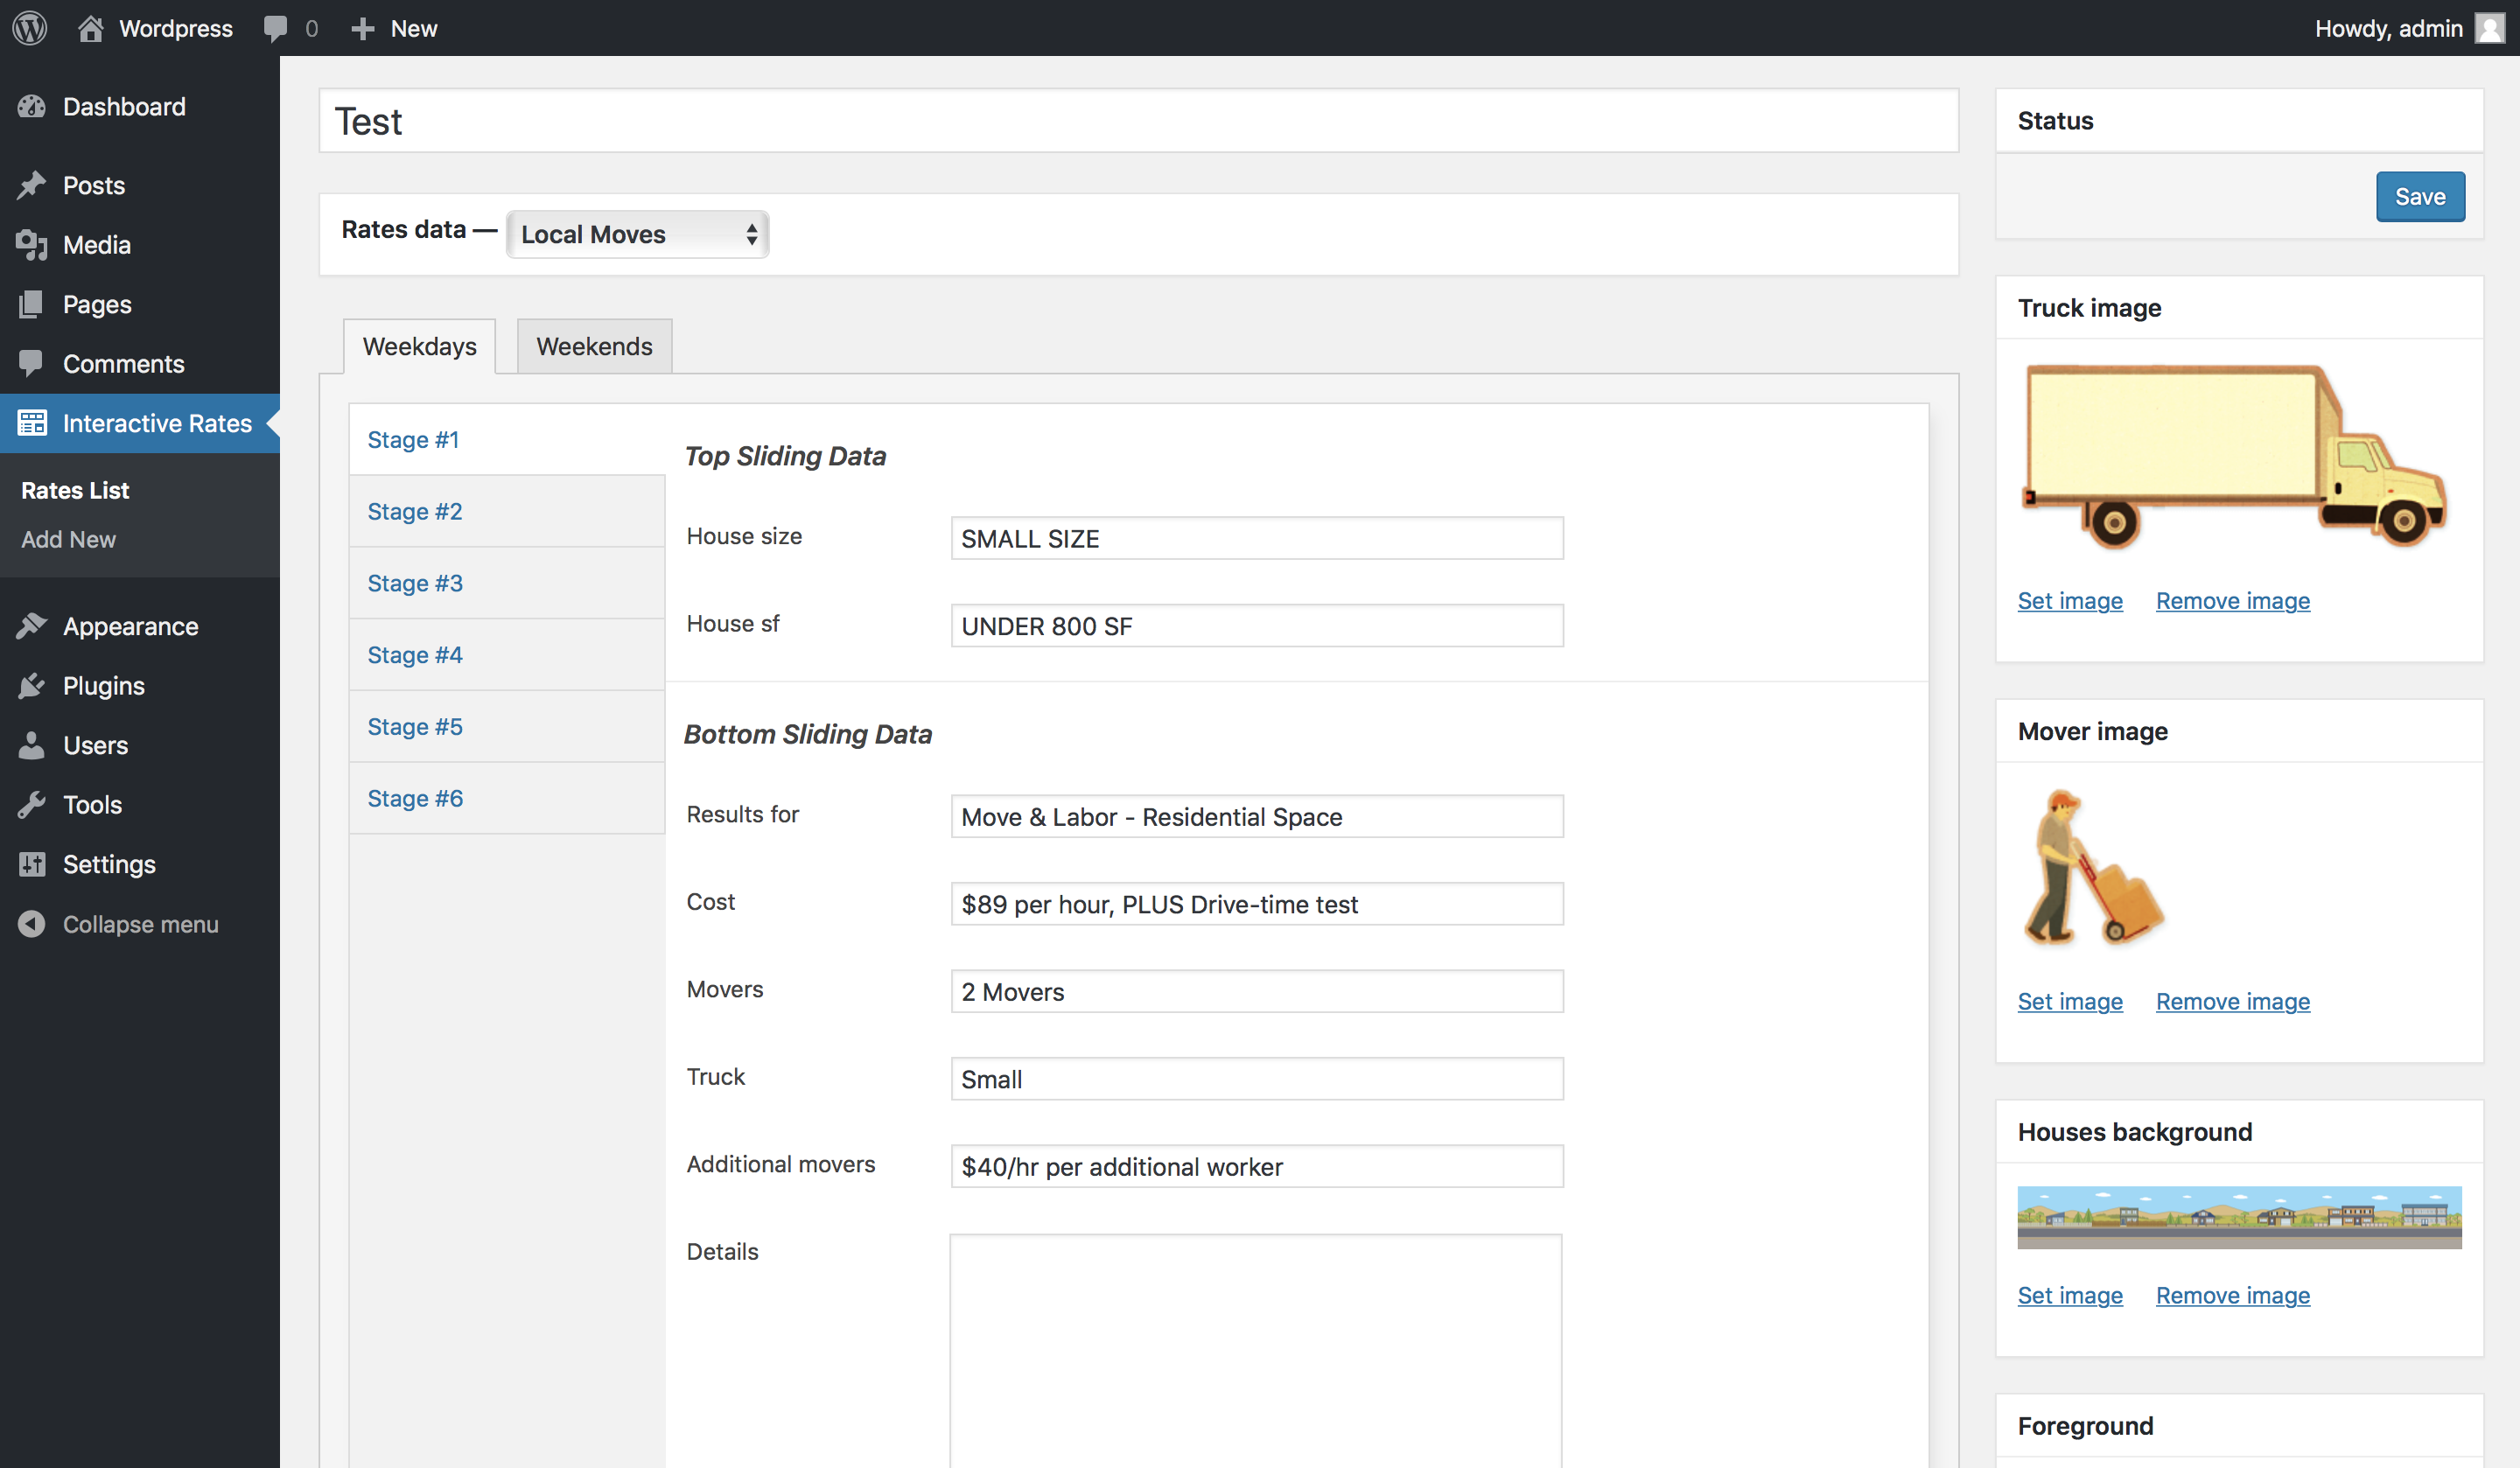 Wordpress 0 New Howdy, admin
Dashboard
Posts
Media
Pages
Comments
Interactive Rates
Rates List
Add New
Appearance
Plugins
Users
Tools
Settings
Collapse menu
Test
Rates data — Local Moves
Weekdays Weekends
Stage #1
Stage #2
Stage #3
Stage #4
Stage #5
Stage #6
Top Sliding Data
House size SMALL SIZE
House sf UNDER 800 SF
Bottom Sliding Data
Results for Move & Labor - Residential Space
Cost $89 per hour, PLUS Drive-time test
Movers 2 Movers
Truck Small
Additional movers $40/hr per additional worker
Details
Status
Save
Truck image
Set image Remove image
Mover image
Set image Remove image
Houses background
Set image Remove image
Foreground